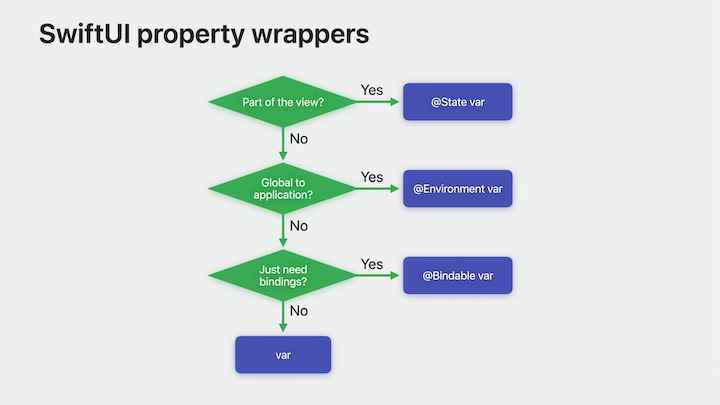 SwiftUI property wrappers
Part of the view?
Yes
@State var
No
Global to
application?
Yes
@Environment var
No
Just need
bindings?
Yes
@Bindable var
No
var